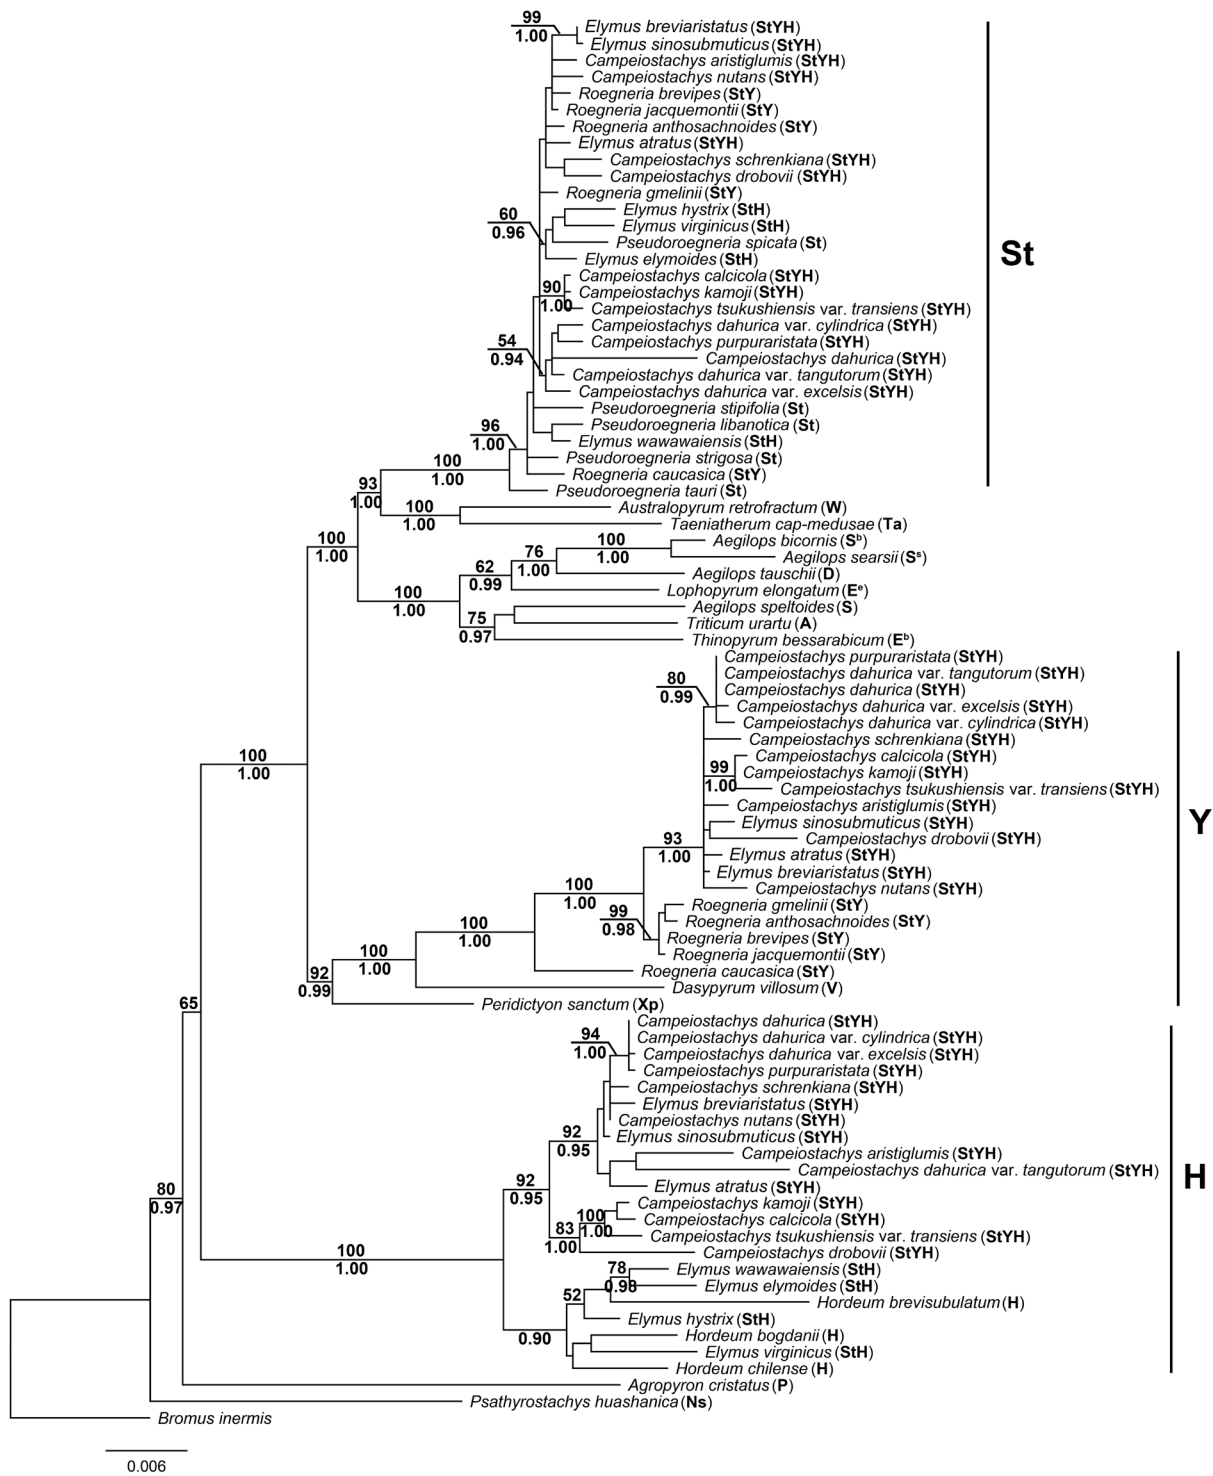 99
1.00
Elymus breviaristatus (StYH)
Elymus sinosubmuticus (StYH)
Campeiostachys aristiglumis (StYH)
Campeiostachys nutans (StYH)
Roegneria brevipes (StY)
Roegneria jacquemontii (StY)
Roegneria anthosachnoides (StY)
Elymus atratus (StYH)
Campeiostachys schrenkiana (StYH)
Campeiostachys drobovii (StYH)
Roegneria gmelinii (StY)
60
0.96
Elymus hystrix (StH)
Elymus virginicus (StH)
Pseudoroegneria spicata (St)
Elymus elymoides (StH)
St
90
1.00
Campeiostachys calcicola (StYH)
Campeiostachys kamoji (StYH)
Campeiostachys tsukushiensis var. transiens (StYH)
54
0.94
Campeiostachys dahurica var. cylindrica (StYH)
Campeiostachys purpuraristata (StYH)
Campeiostachys dahurica (StYH)
Campeiostachys dahurica var. tangutorum (StYH)
Campeiostachys dahurica var. excelsis (StYH)
Pseudoroegneria stipifolia (St)
Pseudoroegneria libanotica (St)
Elymus wawawaiensis (StH)
96
1.00
Pseudoroegneria strigosa (St)
Roegneria caucasica (StY)
Pseudoroegneria tauri (St)
100
1.00
93
1.00
100
1.00
Australopyrum retrofractum (W)
Taeniatherum cap-medusae (Ta)
100
1.00
Aegilops bicornis (Sᵇ)
Aegilops searsii (Sˢ)
100
1.00
76
1.00
Aegilops tauschii (D)
62
0.99
Lophopyrum elongatum (Eᵉ)
100
1.00
Aegilops speltoides (S)
Triticum urartu (A)
75
0.97
Thinopyrum bessarabicum (Eᵇ)
Campeiostachys purpuraristata (StYH)
Campeiostachys dahurica var. tangutorum (StYH)
80
0.99
Campeiostachys dahurica (StYH)
Campeiostachys dahurica var. excelsis (StYH)
Campeiostachys dahurica var. cylindrica (StYH)
Campeiostachys schrenkiana (StYH)
100
1.00
99
1.00
Campeiostachys calcicola (StYH)
Campeiostachys kamoji (StYH)
Campeiostachys tsukushiensis var. transiens (StYH)
Campeiostachys aristiglumis (StYH)
Y
Elymus sinosubmuticus (StYH)
Campeiostachys drobovii (StYH)
93
1.00
Elymus atratus (StYH)
Elymus breviaristatus (StYH)
Campeiostachys nutans (StYH)
100
1.00
Roegneria gmelinii (StY)
99
0.98
Roegneria anthosachnoides (StY)
Roegneria brevipes (StY)
Roegneria jacquemontii (StY)
100
1.00
100
1.00
Roegneria caucasica (StY)
92
0.99
Dasypyrum villosum (V)
Peridictyon sanctum (Xp)
65
Campeiostachys dahurica (StYH)
94
1.00
Campeiostachys dahurica var. cylindrica (StYH)
Campeiostachys dahurica var. excelsis (StYH)
Campeiostachys purpuraristata (StYH)
Campeiostachys schrenkiana (StYH)
Elymus breviaristatus (StYH)
Campeiostachys nutans (StYH)
Elymus sinosubmuticus (StYH)
92
0.95
Campeiostachys aristiglumis (StYH)
Campeiostachys dahurica var. tangutorum (StYH)
H
Elymus atratus (StYH)
92
0.95
80
0.97
Campeiostachys kamoji (StYH)
100
1.00
Campeiostachys calcicola (StYH)
83
1.00
Campeiostachys tsukushiensis var. transiens (StYH)
Campeiostachys drobovii (StYH)
100
1.00
78
0.98
Elymus wawawaiensis (StH)
Elymus elymoides (StH)
52
Hordeum brevisubulatum (H)
Elymus hystrix (StH)
0.90
Hordeum bogdanii (H)
Elymus virginicus (StH)
Hordeum chilense (H)
Agropyron cristatus (P)
Psathyrostachys huashanica (Ns)
Bromus inermis
0.006